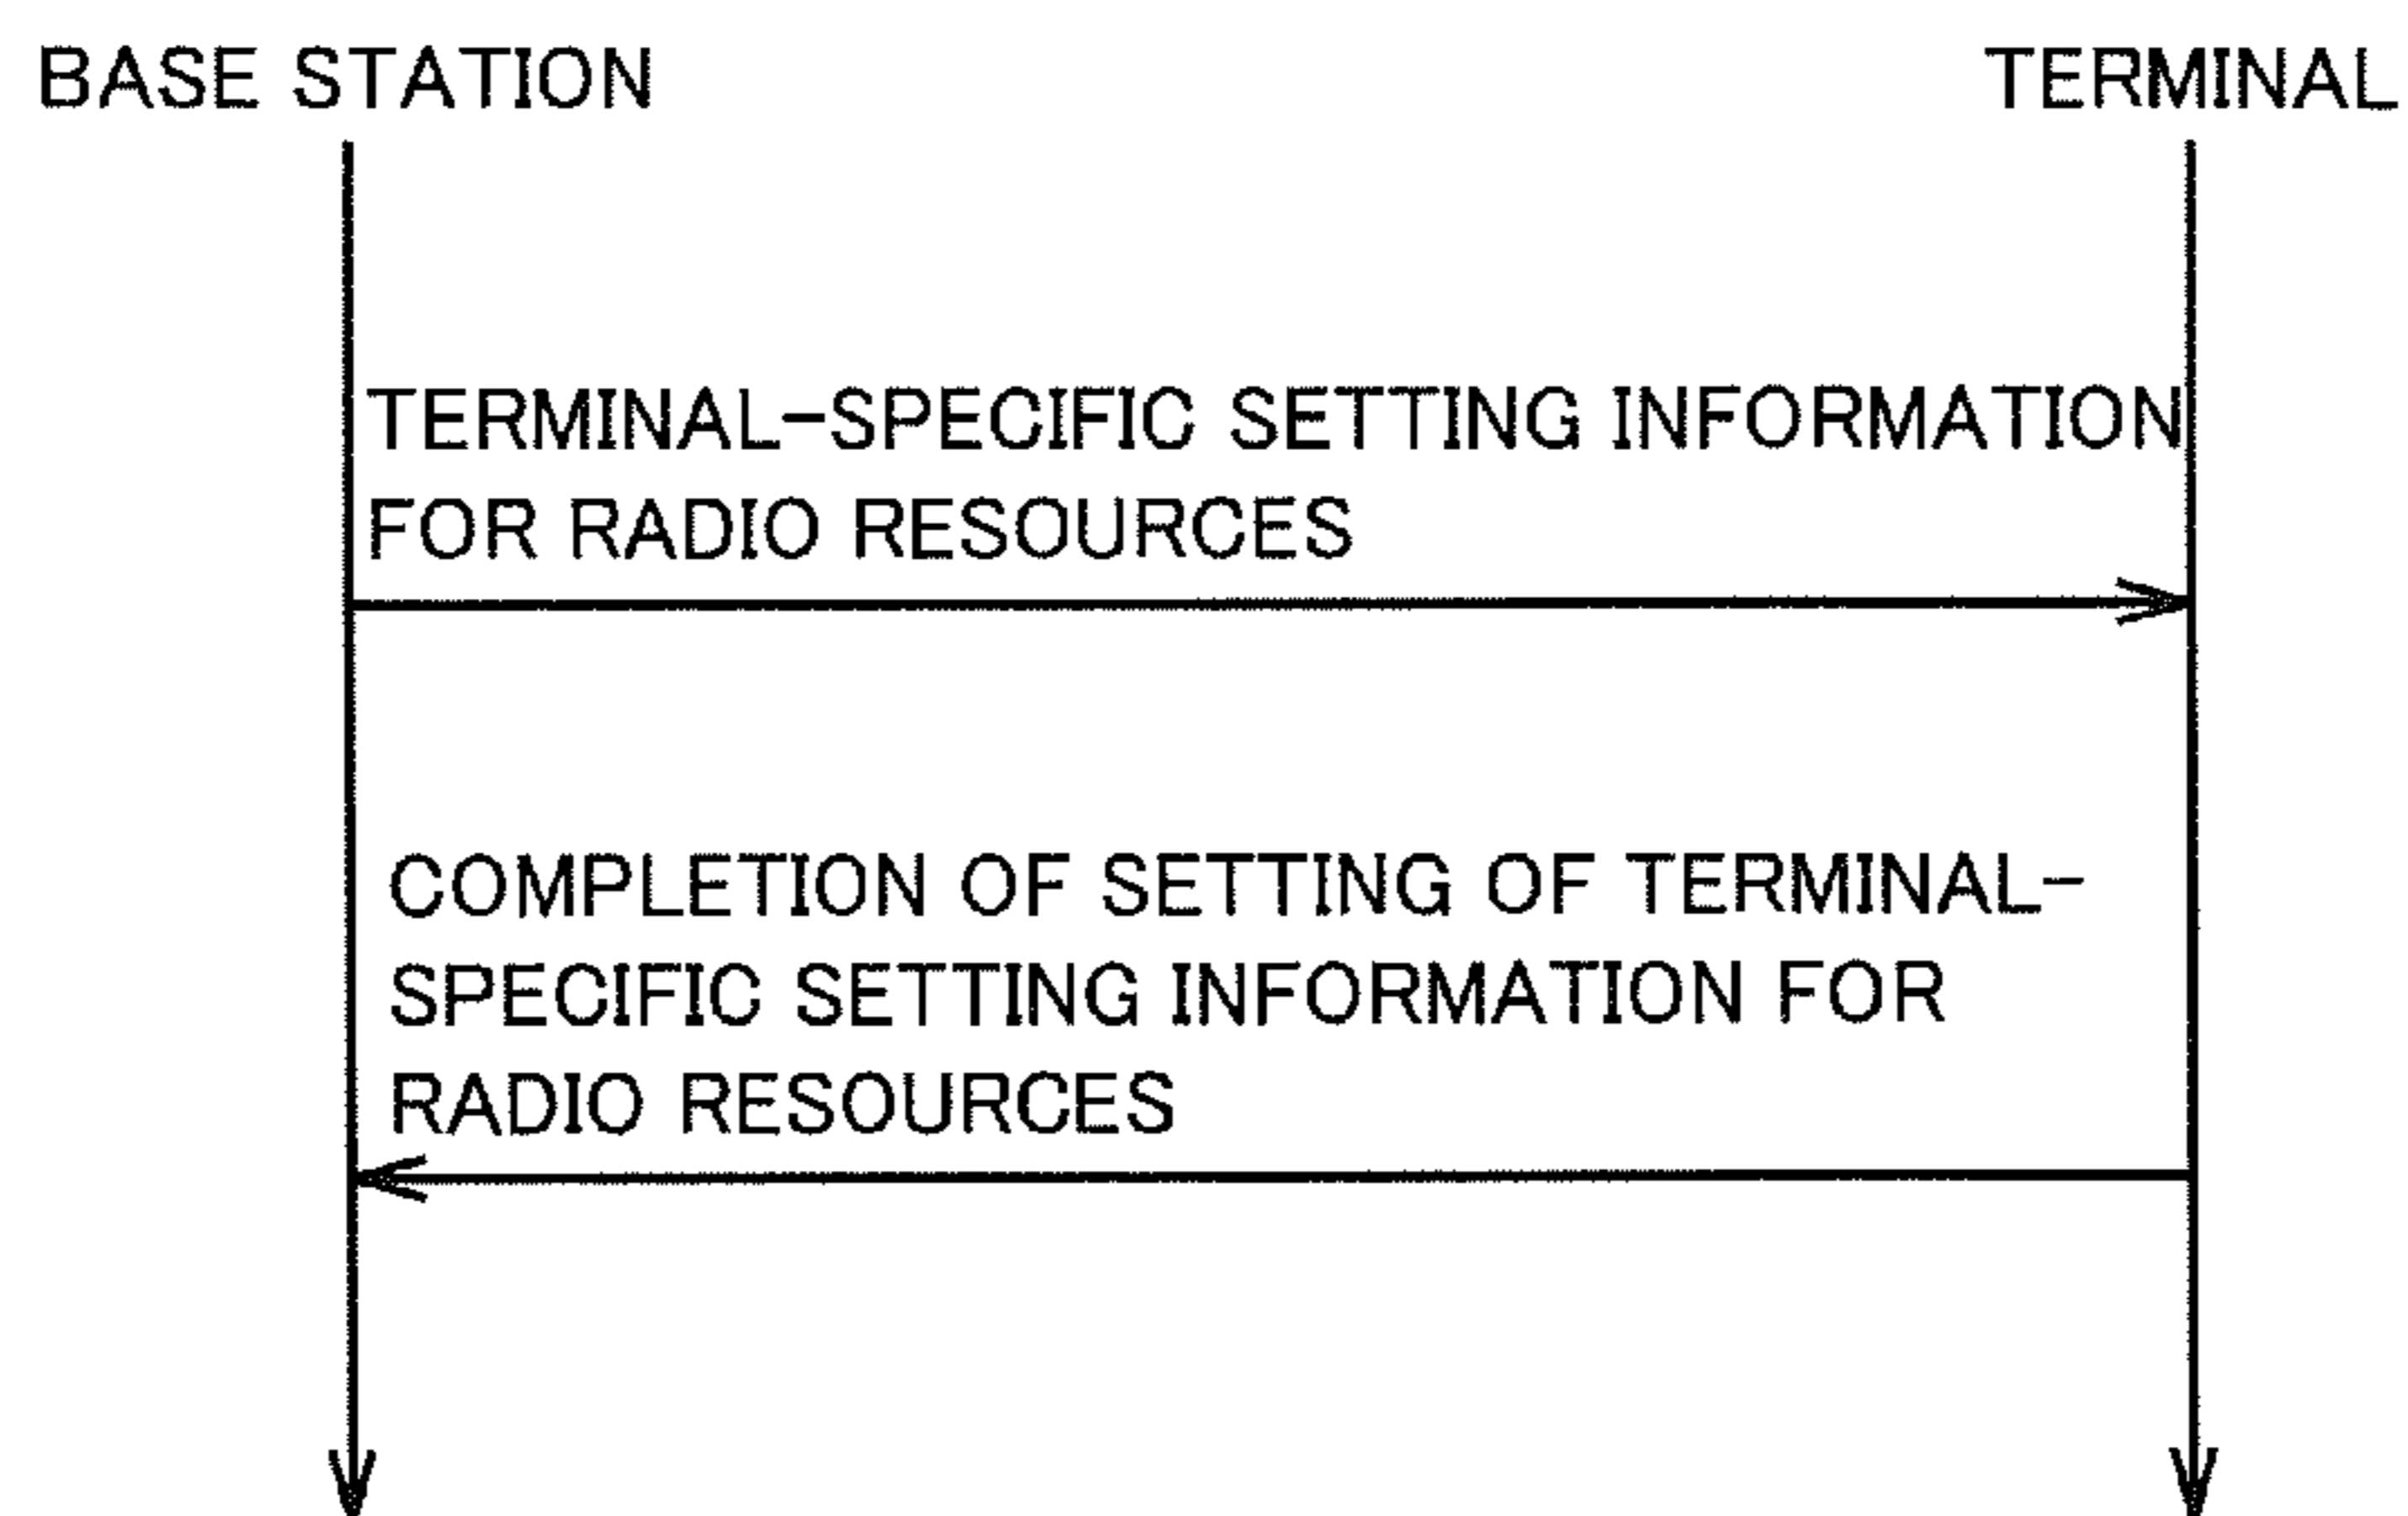 BASE STATION
TERMINAL
TERMINAL-SPECIFIC SETTING INFORMATION
FOR RADIO RESOURCES
COMPLETION OF SETTING OF TERMINAL-
SPECIFIC SETTING INFORMATION FOR
RADIO RESOURCES